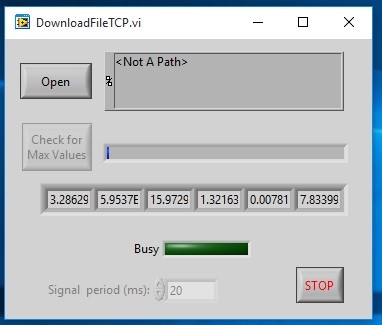 DownloadFileTCP.vi
Open
<Not A Path>
Check for
Max Values
3.28629 5.9537E 15.9729 1.32163 0.00781 7.83399
Busy
Signal period (ms): 20
STOP